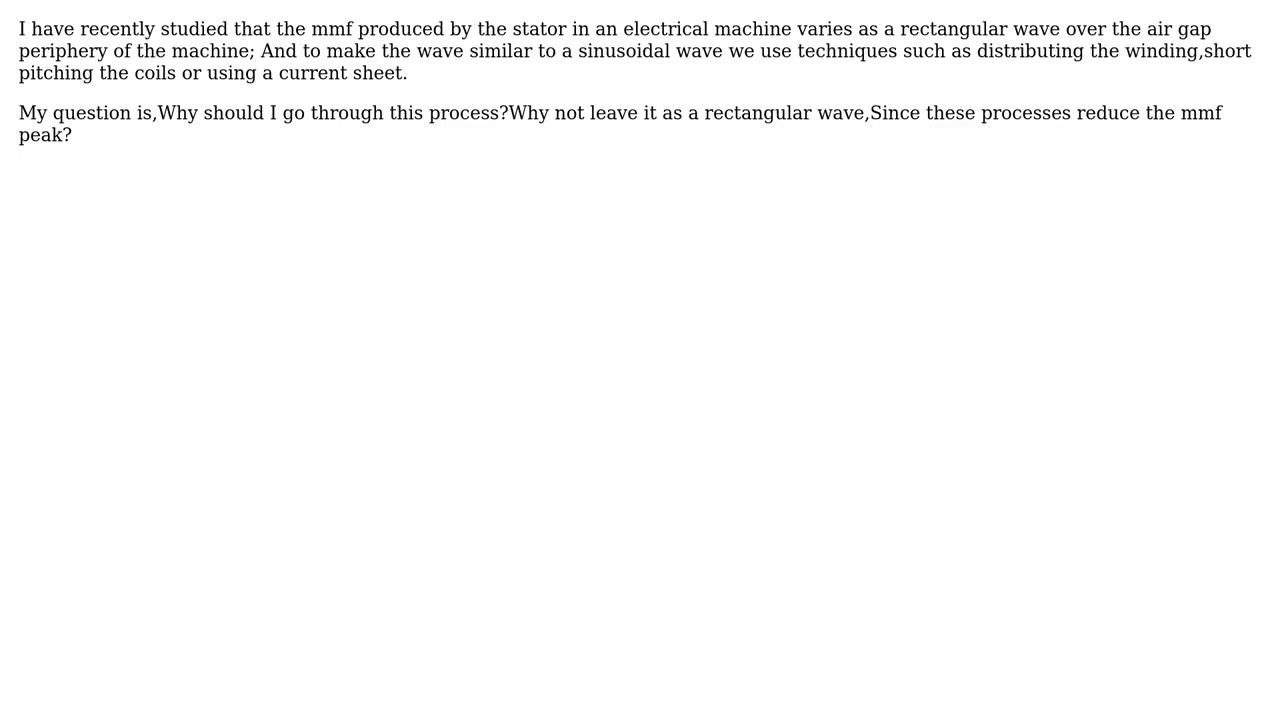 I have recently studied that the mmf produced by the stator in an electrical machine varies as a rectangular wave over the air gap
periphery of the machine; And to make the wave similar to a sinusoidal wave we use techniques such as distributing the winding,short
pitching the coils or using a current sheet.
My question is,Why should I go through this process?Why not leave it as a rectangular wave,Since these processes reduce the mmf
peak?